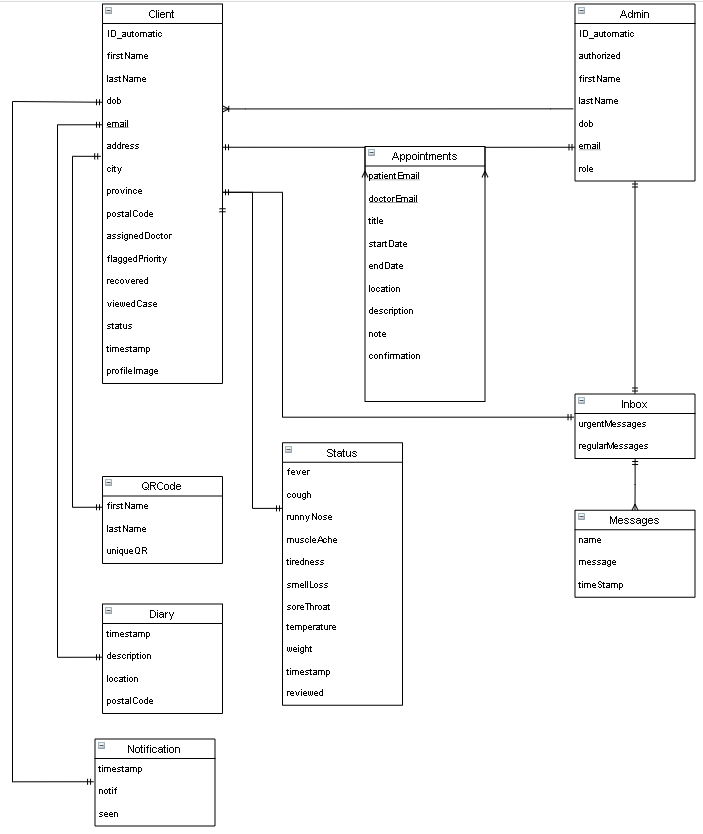 Client
ID_automatic
firstName
lastName
dob
email
address
city
province
postalCode
assignedDoctor
flaggedPriority
recovered
viewedCase
status
timestamp
profileImage
Admin
ID_automatic
authorized
firstName
lastName
dob
email
role
Appointments
patientEmail
doctorEmail
title
startDate
endDate
location
description
note
confirmation
Inbox
urgentMessages
regularMessages
Status
fever
cough
runnyNose
muscleAche
tiredness
smellLoss
soreThroat
temperature
weight
timestamp
reviewed
QRCode
firstName
lastName
uniqueQR
Messages
name
message
timeStamp
Diary
timestamp
description
location
postalCode
Notification
timestamp
notif
seen